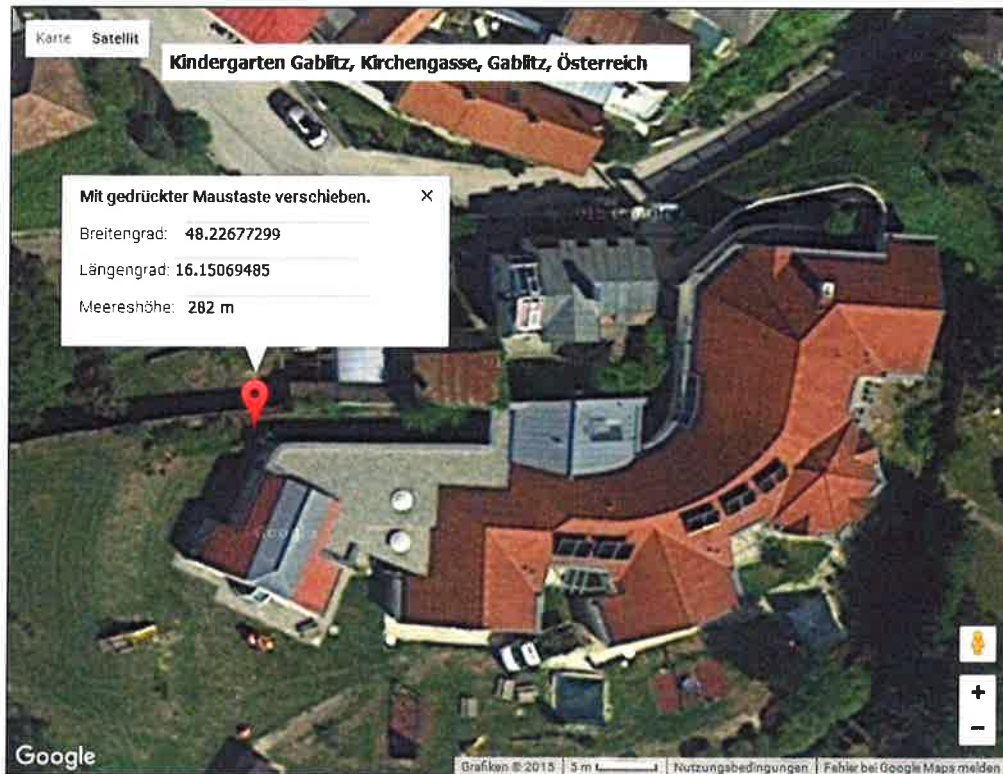 Karte Satellit
Kindergarten Gablitz, Kirchengasse, Gablitz, Österreich
Mit gedrückter Maustaste verschieben. ×
Breitengrad: 48.22677299
Längengrad: 16.15069485
Meereshöhe: 282 m
+
−
Google
Grafiken © 2015 5 m Nutzungsbedingungen Fehler bei Google Maps melden